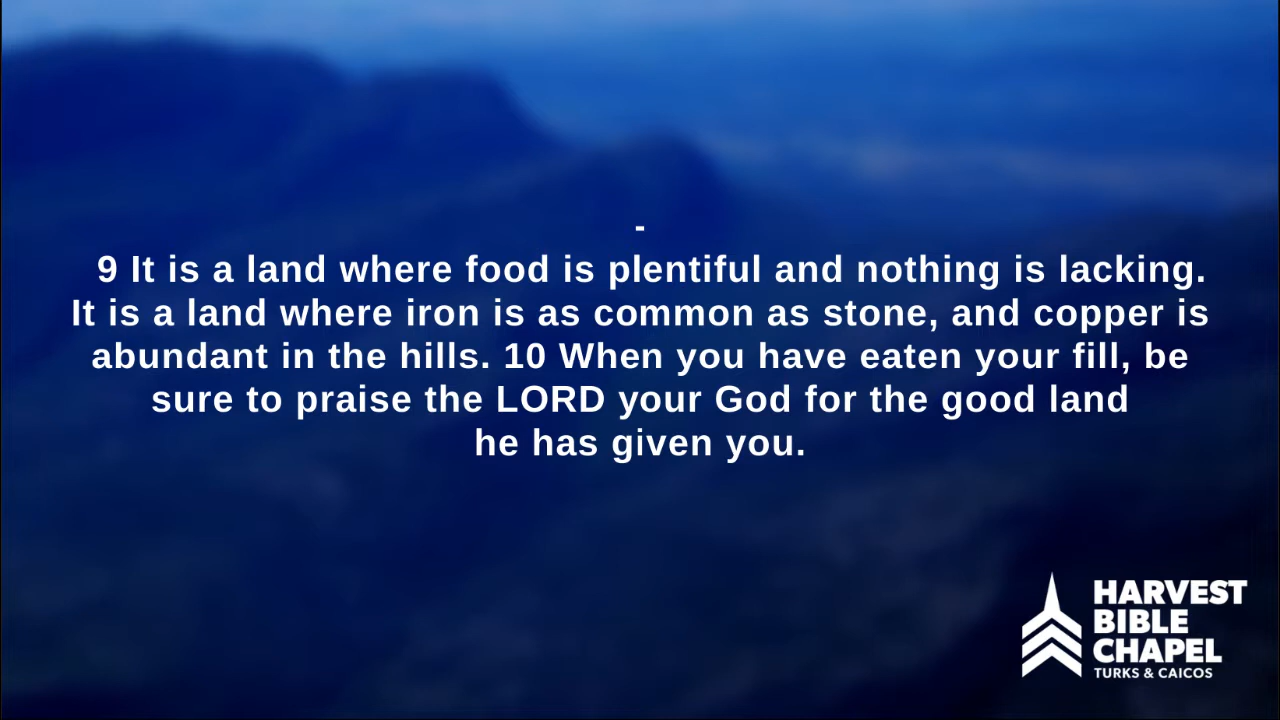 -
9 It is a land where food is plentiful and nothing is lacking.
It is a land where iron is as common as stone, and copper is
abundant in the hills. 10 When you have eaten your fill, be
sure to praise the LORD your God for the good land
he has given you.
HARVEST
BIBLE
CHAPEL
TURKS & CAICOS